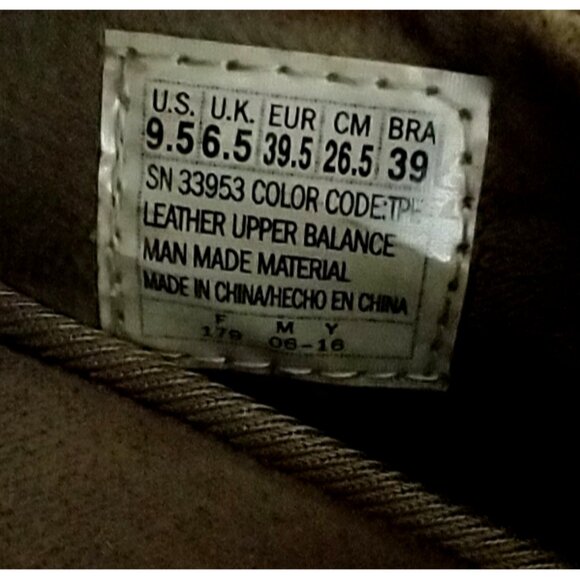 U.S. U.K. EUR CM BRA
9.5 6.5 39.5 26.5 39
SN 33953 COLOR CODE:TPE
LEATHER UPPER BALANCE
MAN MADE MATERIAL
MADE IN CHINA/HECHO EN CHINA
F M Y
179 06-16